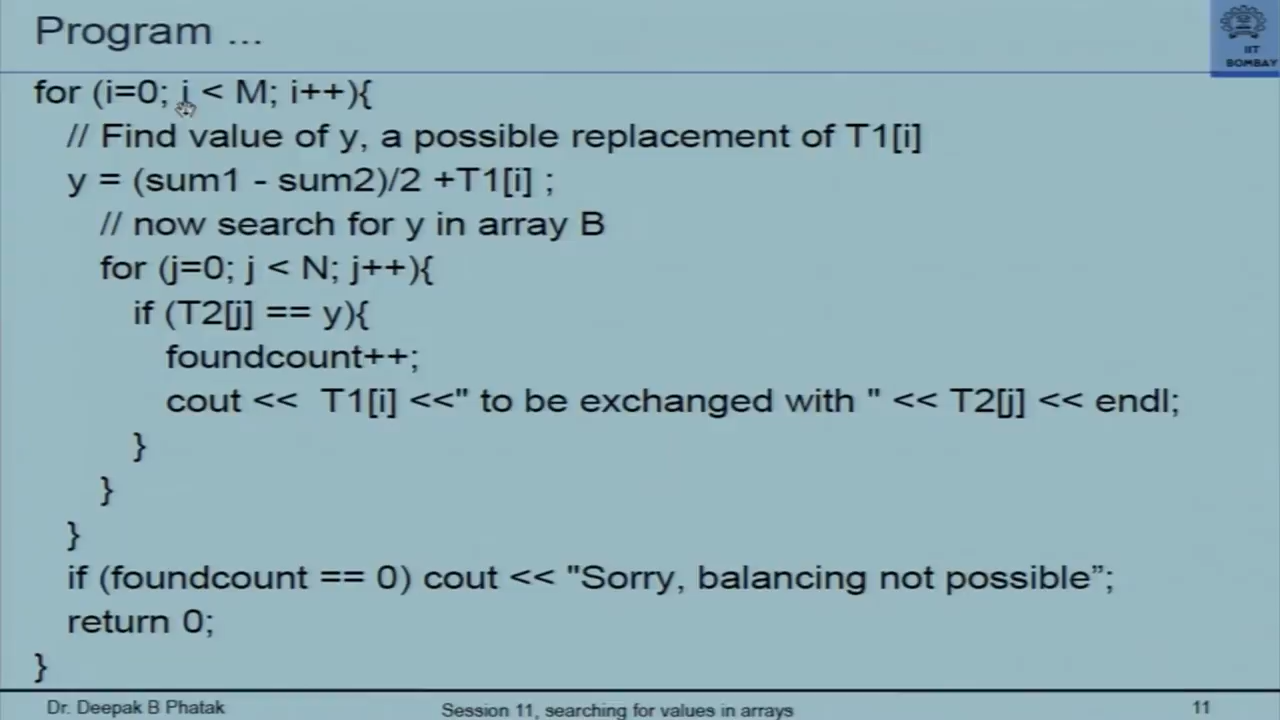 Program ...
IIT
BOMBAY
for (i=0; i < M; i++){
// Find value of y, a possible replacement of T1[i]
y = (sum1 - sum2)/2 +T1[i] ;
// now search for y in array B
for (j=0; j < N; j++){
if (T2[j] == y){
foundcount++;
cout << T1[i] <<" to be exchanged with " << T2[j] << endl;
}
}
}
if (foundcount == 0) cout << "Sorry, balancing not possible”;
return 0;
}
Dr. Deepak B Phatak
Session 11, searching for values in arrays
11